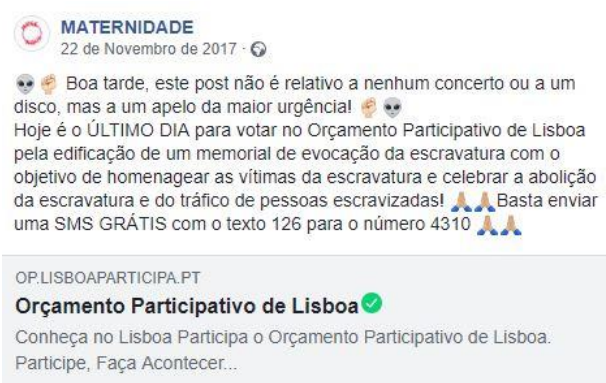 MATERNIDADE
22 de Novembro de 2017 ·
👽✊🏼 Boa tarde, este post não é relativo a nenhum concerto ou a um
disco, mas a um apelo da maior urgência! ✊🏼👽
Hoje é o ÚLTIMO DIA para votar no Orçamento Participativo de Lisboa
pela edificação de um memorial de evocação da escravatura com o
objetivo de homenagear as vítimas da escravatura e celebrar a abolição
da escravatura e do tráfico de pessoas escravizadas! 🙏🏽🙏🏽Basta enviar
uma SMS GRÁTIS com o texto 126 para o número 4310 🙏🏽🙏🏽
OP.LISBOAPARTICIPA.PT
Orçamento Participativo de Lisboa
Conheça no Lisboa Participa o Orçamento Participativo de Lisboa.
Participe, Faça Acontecer...